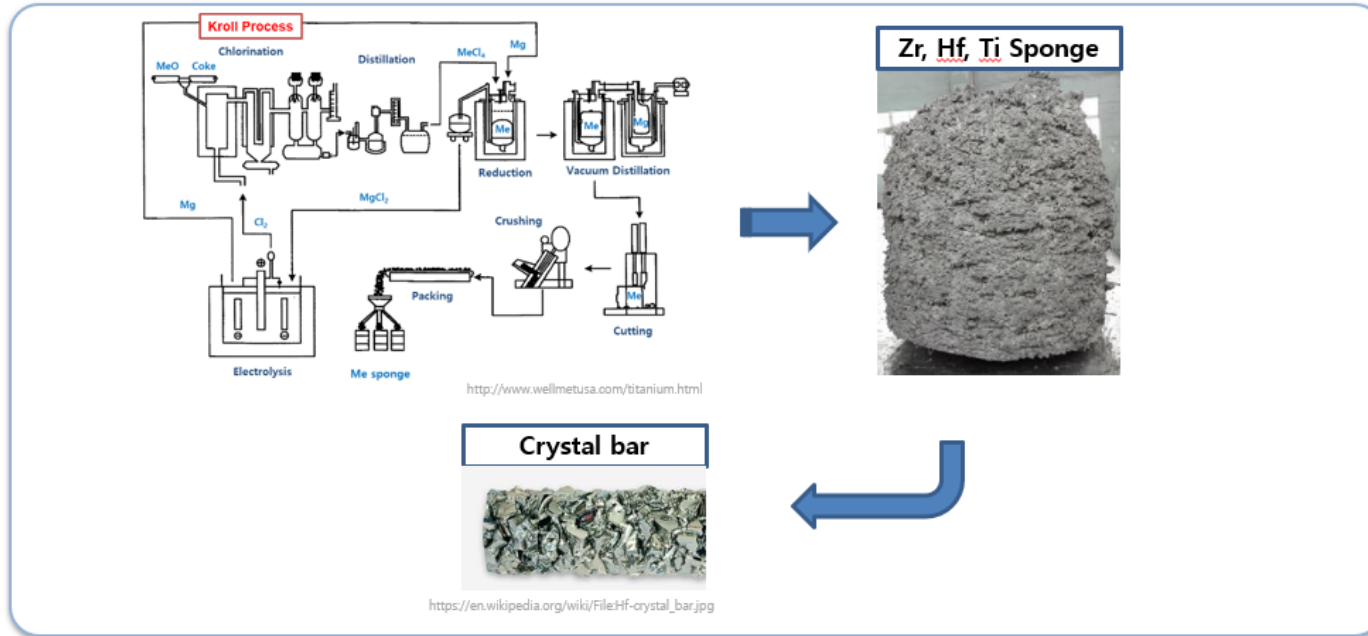 Kroll Process
Chlorination
MeO Coke
Distillation
MeCl₄
Mg
Me
Reduction
Me
Mg
Vacuum Distillation
Mg
Cl₂
MgCl₂
Crushing
Packing
Me
Cutting
Electrolysis
Me sponge
http://www.wellmetusa.com/titanium.html
Zr, Hf, Ti Sponge
Crystal bar
https://en.wikipedia.org/wiki/File:Hf-crystal_bar.jpg